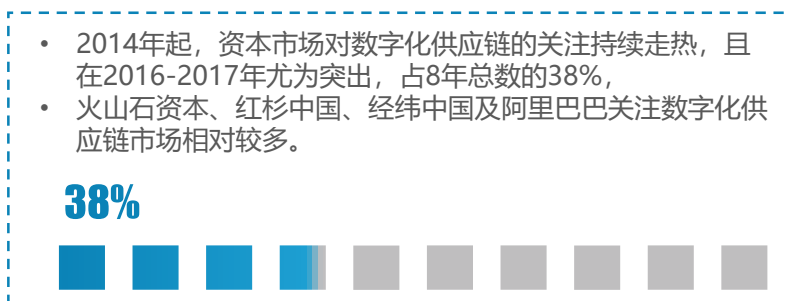 • 2014年起，资本市场对数字化供应链的关注持续走热，且
在2016-2017年尤为突出，占8年总数的38%，
• 火山石资本、红杉中国、经纬中国及阿里巴巴关注数字化供
应链市场相对较多。
38%